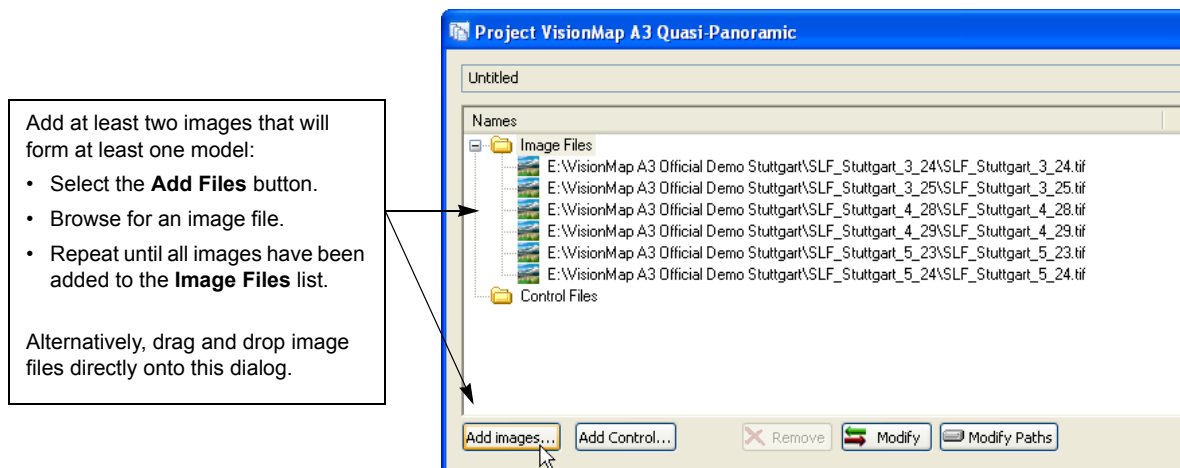 Add at least two images that will
form at least one model:
• Select the Add Files button.
• Browse for an image file.
• Repeat until all images have been
added to the Image Files list.
Alternatively, drag and drop image
files directly onto this dialog.
Project VisionMap A3 Quasi-Panoramic
Untitled
Names
Image Files
E:\VisionMap A3 Official Demo Stuttgart\SLF_Stuttgart_3_24\SLF_Stuttgart_3_24.tif
E:\VisionMap A3 Official Demo Stuttgart\SLF_Stuttgart_3_25\SLF_Stuttgart_3_25.tif
E:\VisionMap A3 Official Demo Stuttgart\SLF_Stuttgart_4_28\SLF_Stuttgart_4_28.tif
E:\VisionMap A3 Official Demo Stuttgart\SLF_Stuttgart_4_29\SLF_Stuttgart_4_29.tif
E:\VisionMap A3 Official Demo Stuttgart\SLF_Stuttgart_5_23\SLF_Stuttgart_5_23.tif
E:\VisionMap A3 Official Demo Stuttgart\SLF_Stuttgart_5_24\SLF_Stuttgart_5_24.tif
Control Files
Add images... Add Control... Remove Modify Modify Paths